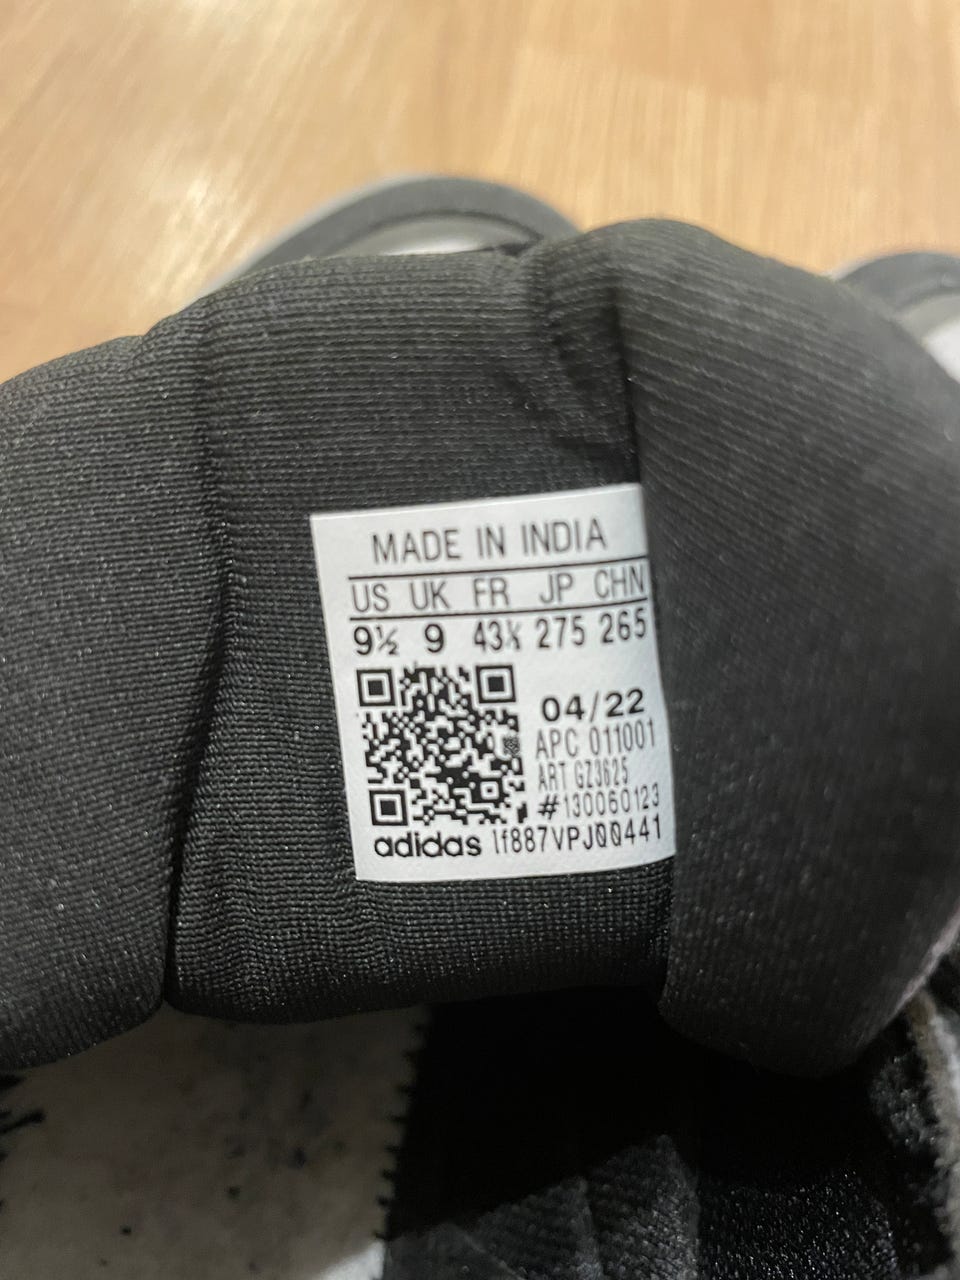 MADE IN INDIA
US UK FR JP CHN
9½ 9 43⅓ 275 265
04/22
APC 011001
ART GZ3625
#130060123
adidas 1f887VPJ00441